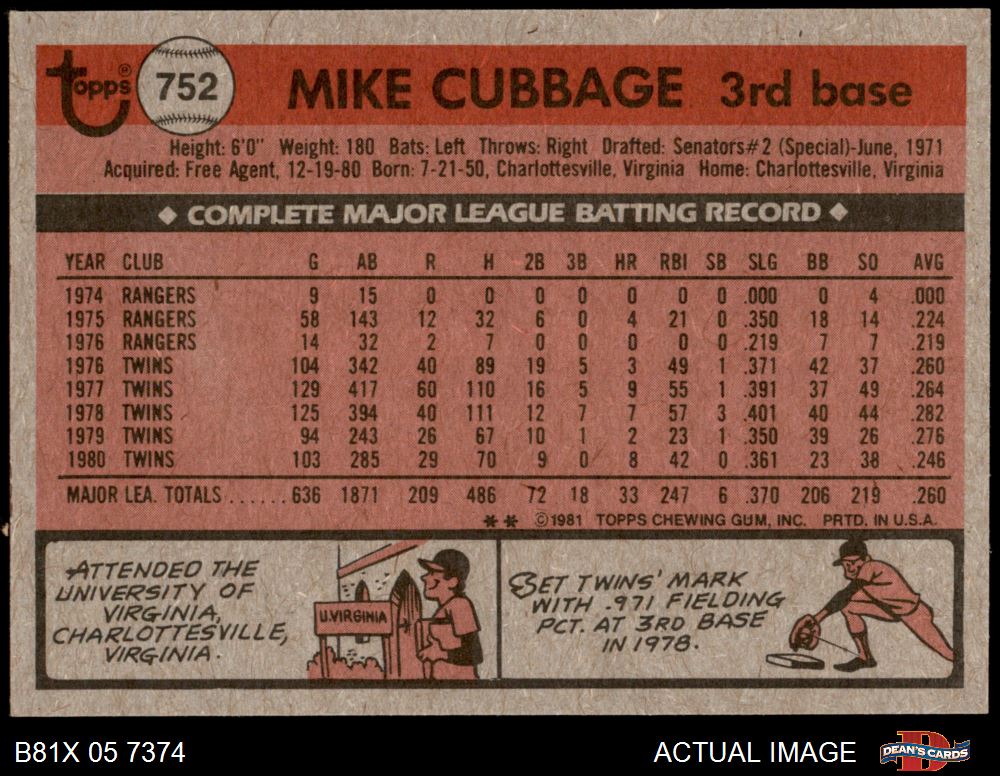 Topps®
752
MIKE CUBBAGE 3rd base
Height: 6'0" Weight: 180 Bats: Left Throws: Right Drafted: Senators#2 (Special)-June, 1971
Acquired: Free Agent, 12-19-80 Born: 7-21-50, Charlottesville, Virginia Home: Charlottesville, Virginia
◆ COMPLETE MAJOR LEAGUE BATTING RECORD ◆
YEAR CLUB G AB R H 2B 3B HR RBI SB SLG BB SO AVG
1974 RANGERS 9 15 0 0 0 0 0 0 0 .000 0 4 .000
1975 RANGERS 58 143 12 32 6 0 4 21 0 .350 18 14 .224
1976 RANGERS 14 32 2 7 0 0 0 0 0 .219 7 7 .219
1976 TWINS 104 342 40 89 19 5 3 49 1 .371 42 37 .260
1977 TWINS 129 417 60 110 16 5 9 55 1 .391 37 49 .264
1978 TWINS 125 394 40 111 12 7 7 57 3 .401 40 44 .282
1979 TWINS 94 243 26 67 10 1 2 23 1 .350 39 26 .276
1980 TWINS 103 285 29 70 9 0 8 42 0 .361 23 38 .246
MAJOR LEA. TOTALS ...... 636 1871 209 486 72 18 33 247 6 .370 206 219 .260
** ©1981 TOPPS CHEWING GUM, INC. PRTD. IN U.S.A.
ATTENDED THE
UNIVERSITY OF
VIRGINIA,
CHARLOTTESVILLE,
VIRGINIA.
U.VIRGINIA
SET TWINS' MARK
WITH .971 FIELDING
PCT. AT 3RD BASE
IN 1978.
B81X 05 7374
ACTUAL IMAGE
DEAN'S CARDS